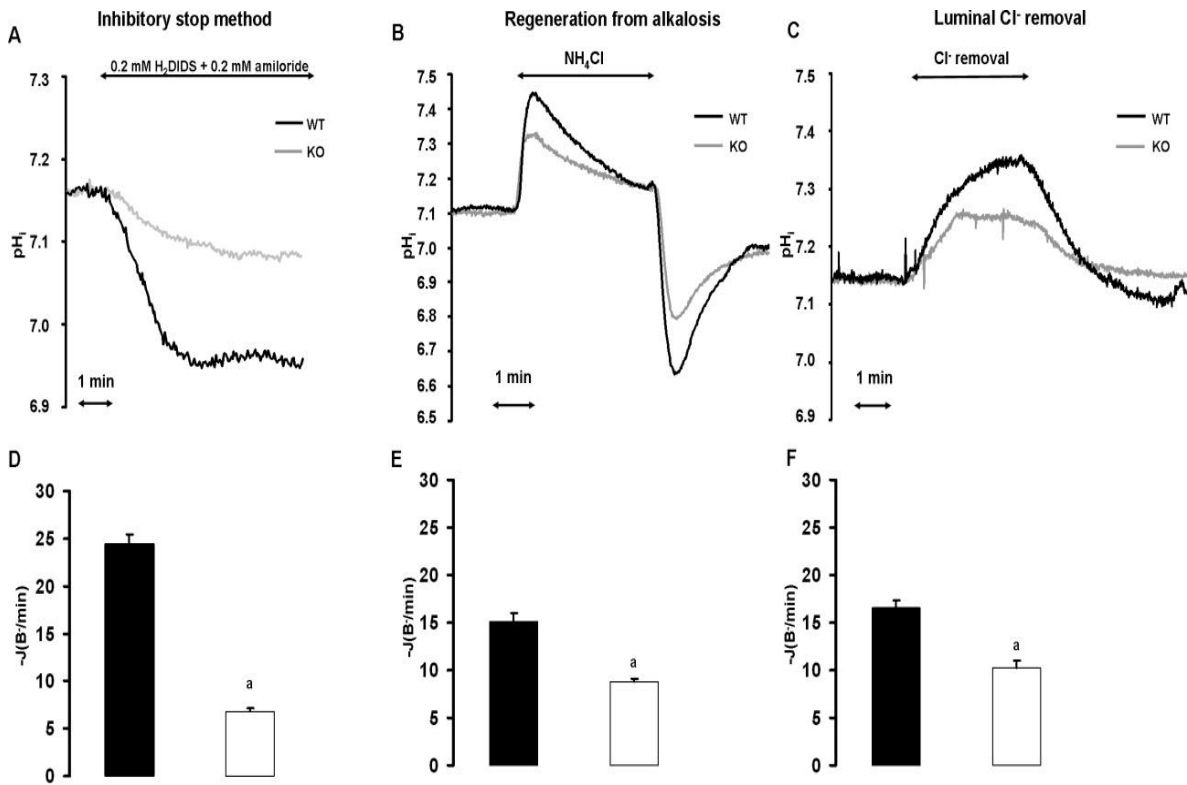 Inhibitory stop method
Regeneration from alkalosis
Luminal Cl- removal
A
0.2 mM H2DIDS + 0.2 mM amiloride
7.3
7.2
7.1
7.0
6.9
pHi
WT
KO
1 min
B
NH4Cl
7.5
7.4
7.3
7.2
7.1
7.0
6.9
6.8
6.7
6.6
6.5
pHi
WT
KO
1 min
C
Cl- removal
7.5
7.4
7.3
7.2
7.1
7.0
6.9
pHi
WT
KO
1 min
D
30
25
20
15
10
5
0
-J(B-/min)
a
E
30
25
20
15
10
5
0
-J(B-/min)
a
F
30
25
20
15
10
5
0
-J(B-/min)
a